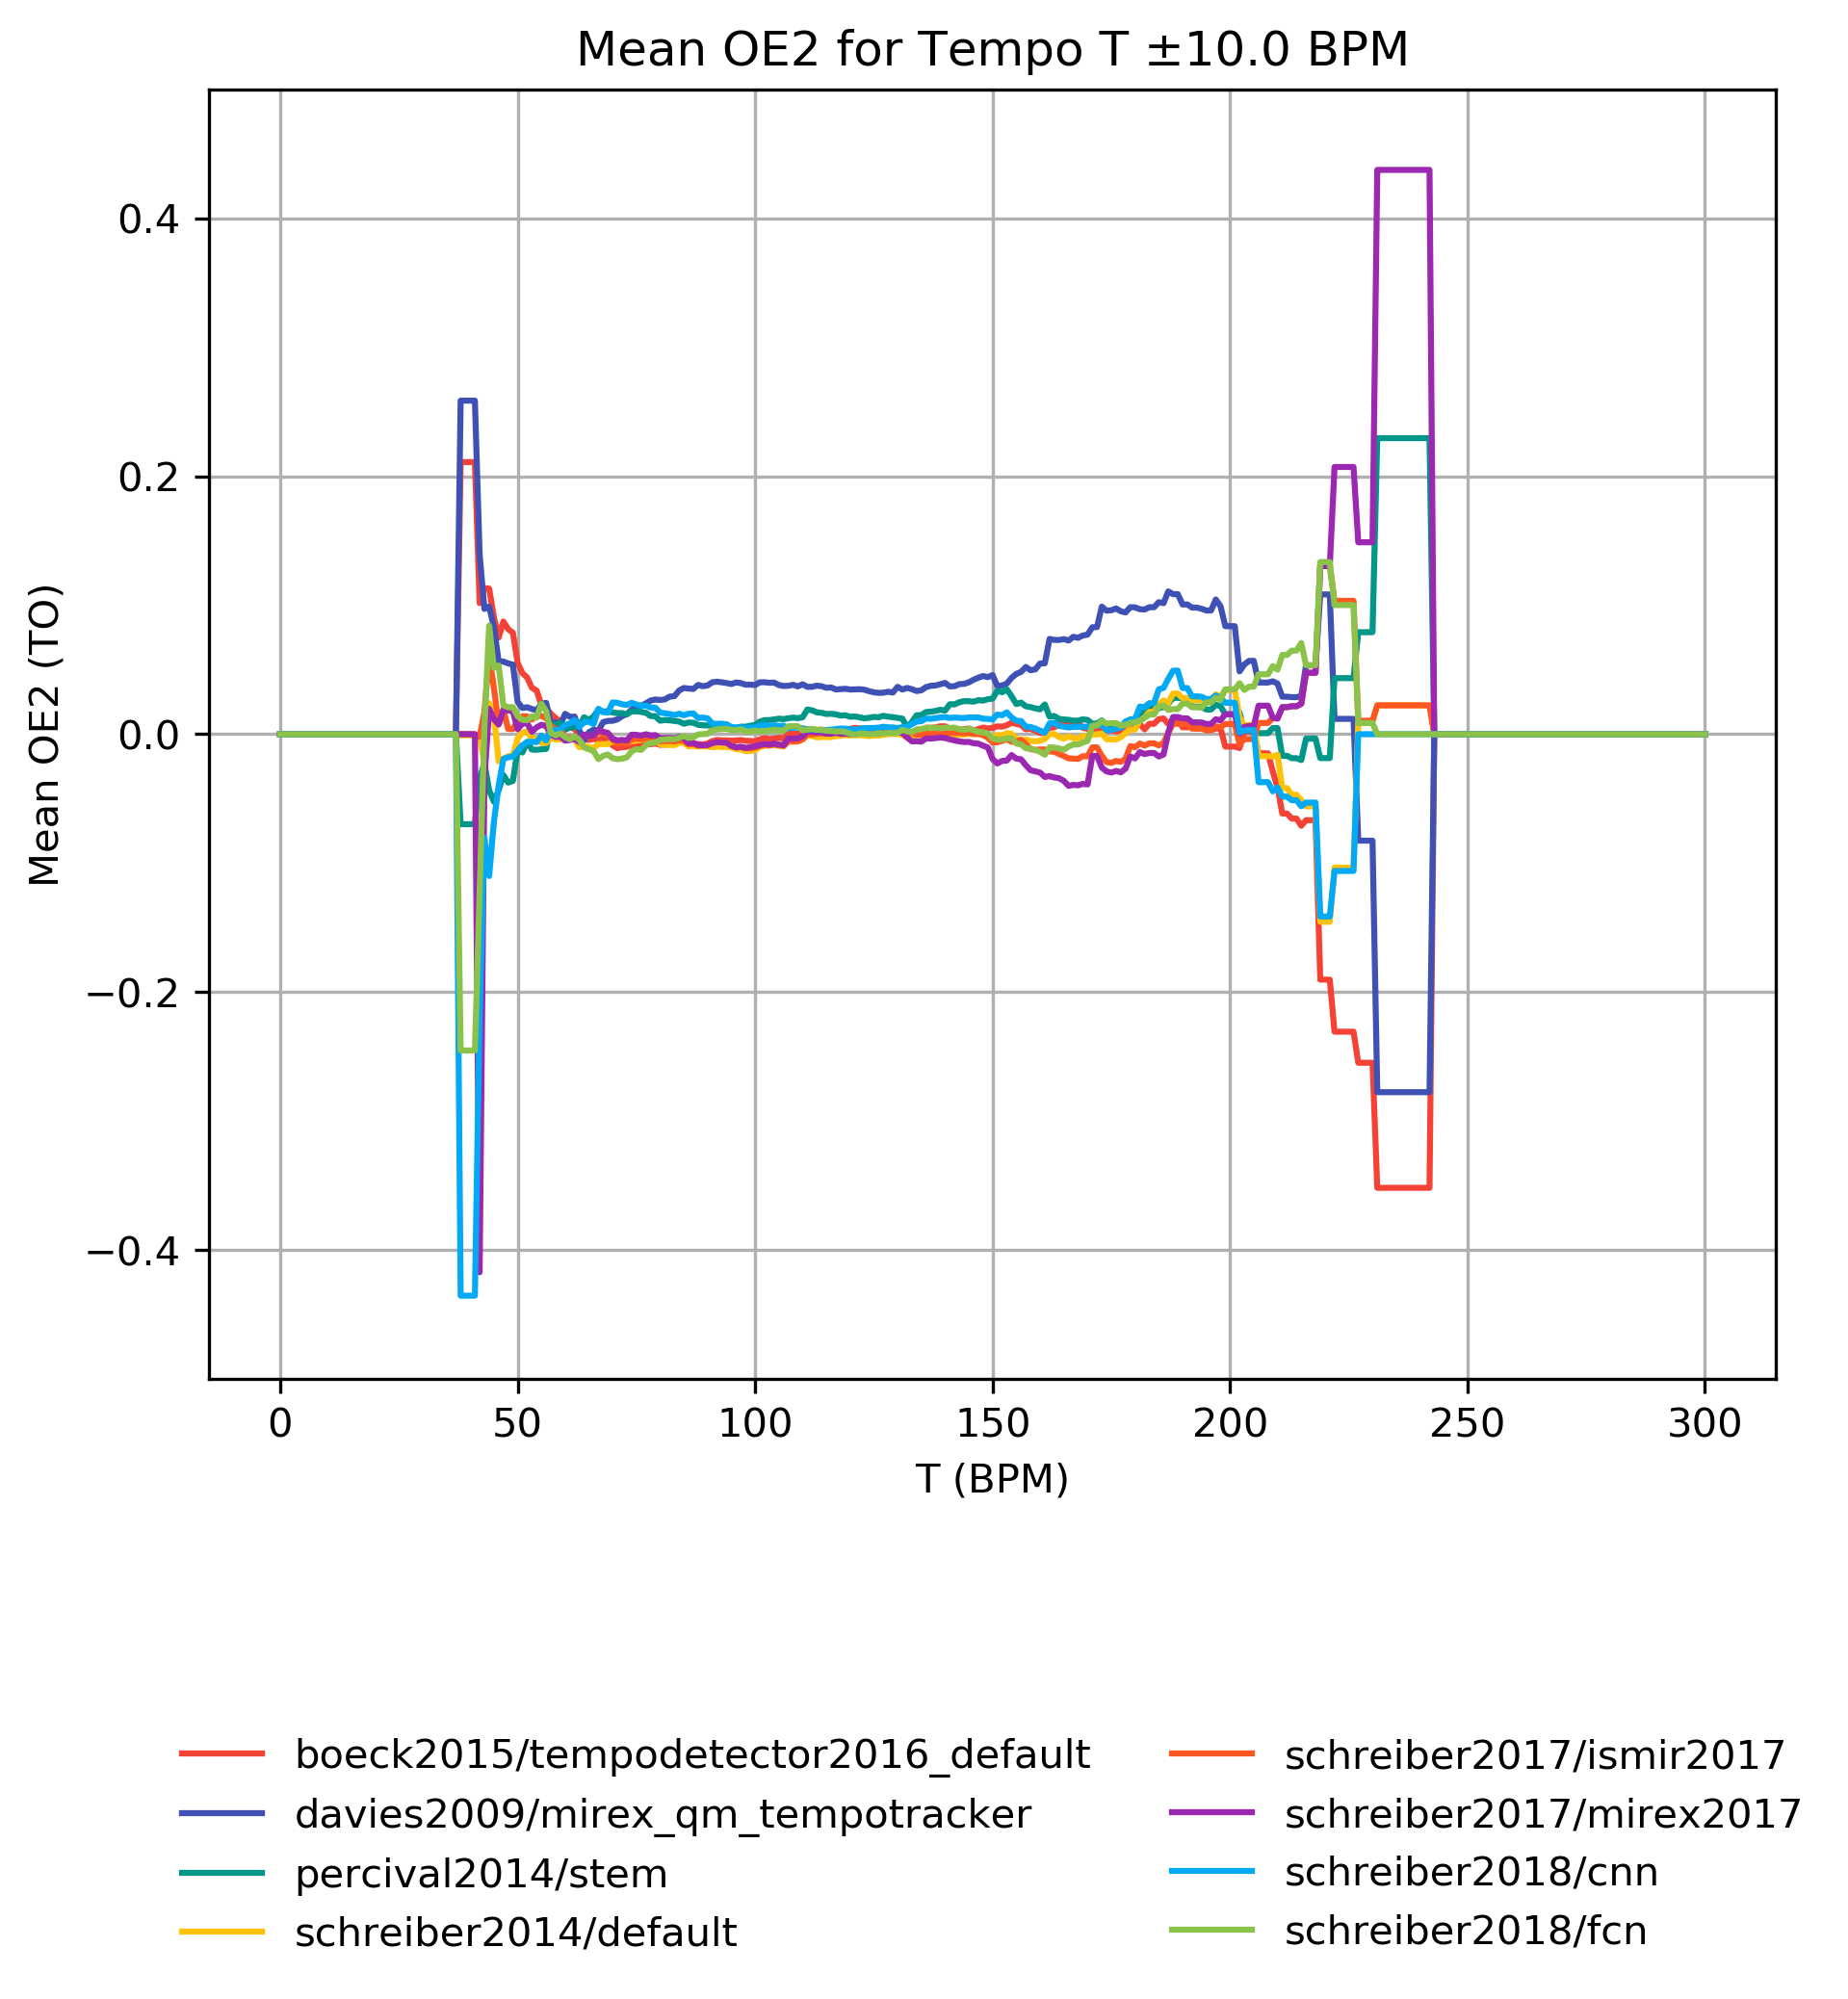 Mean OE2 for Tempo T ±10.0 BPM
Mean OE2 (TO)
0.4
0.2
0.0
−0.2
−0.4
0 50 100 150 200 250 300
T (BPM)
boeck2015/tempodetector2016_default
davies2009/mirex_qm_tempotracker
percival2014/stem
schreiber2014/default
schreiber2017/ismir2017
schreiber2017/mirex2017
schreiber2018/cnn
schreiber2018/fcn